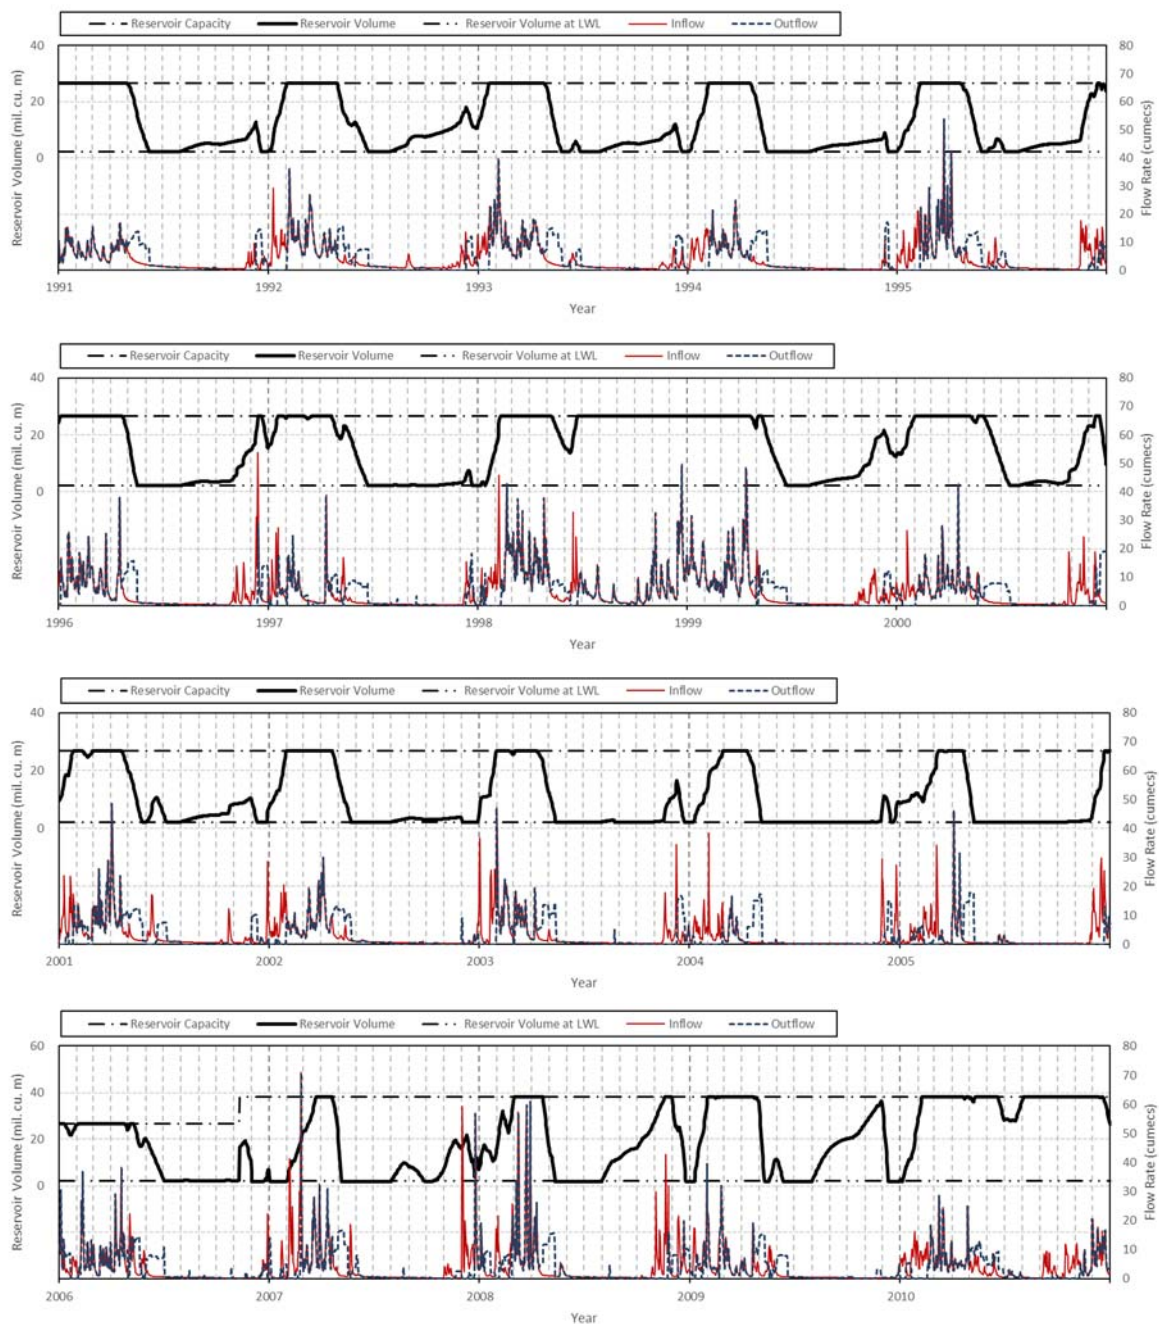 Reservoir Capacity Reservoir Volume Reservoir Volume at LWL Inflow Outflow
40 80
70
60
20
50
0 40
30
20
10
0
Reservoir Volume (mil. cu. m)
Flow Rate (cumecs)
1991 1992 1993 1994 1995
Year
Reservoir Capacity Reservoir Volume Reservoir Volume at LWL Inflow Outflow
40 80
70
60
20
50
0 40
30
20
10
0
Reservoir Volume (mil. cu. m)
Flow Rate (cumecs)
1996 1997 1998 1999 2000
Year
Reservoir Capacity Reservoir Volume Reservoir Volume at LWL Inflow Outflow
40 80
70
60
20
50
0 40
30
20
10
0
Reservoir Volume (mil. cu. m)
Flow Rate (cumecs)
2001 2002 2003 2004 2005
Year
Reservoir Capacity Reservoir Volume Reservoir Volume at LWL Inflow Outflow
60 80
70
40 60
50
20 40
0 30
20
10
0
Reservoir Volume (mil. cu. m)
Flow Rate (cumecs)
2006 2007 2008 2009 2010
Year